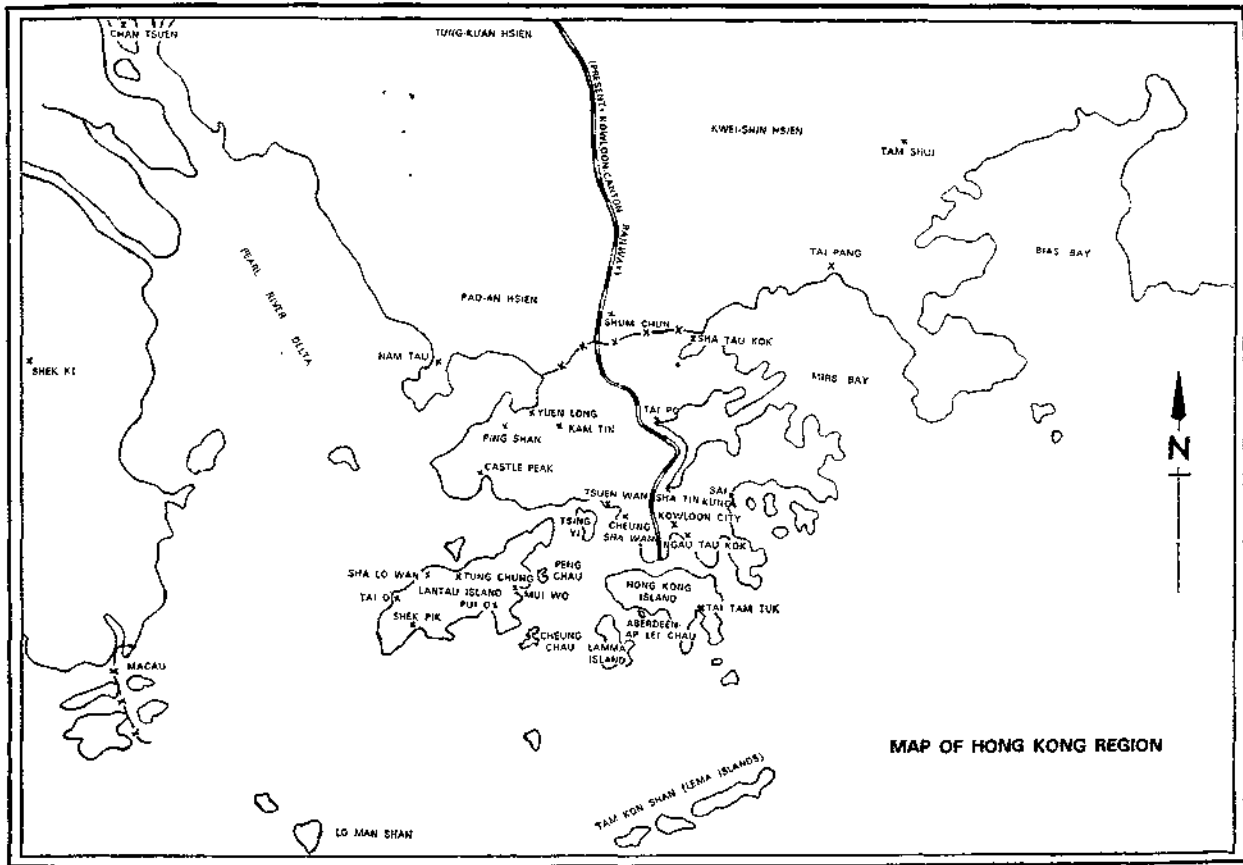 CHAN TSUEN
TUNG-KUAN HSIEN
(PRESENT: KOWLOON-CANTON RAILWAY)
KWEI-SHIN HSIEN
TAM SHUI
PEARL RIVER DELTA
TAI PANG
BIAS BAY
PAO-AN HSIEN
SHUM CHUN
SHA TAU KOK
NAM TAU
SHEK KI
MIRS BAY
YUEN LONG
TAI PO
KAM TIN
PING SHAN
N
CASTLE PEAK
TSUEN WAN
SHA TIN
SAI
KUNG
TSING
YI
CHEUNG
SHA WAN
KOWLOON CITY
NGAU TAU KOK
PENG
CHAU
SHA LO WAN
TUNG CHUNG
HONG KONG
ISLAND
TAI O
LANTAU ISLAND
MUI WO
PUI O
TAI TAM TUK
SHEK PIK
ABERDEEN-
AP LEI CHAU
CHEUNG
CHAU
LAMMA
ISLAND
MACAU
MAP OF HONG KONG REGION
TAM KON SHAN (LEMA ISLANDS)
LO MAN SHAN